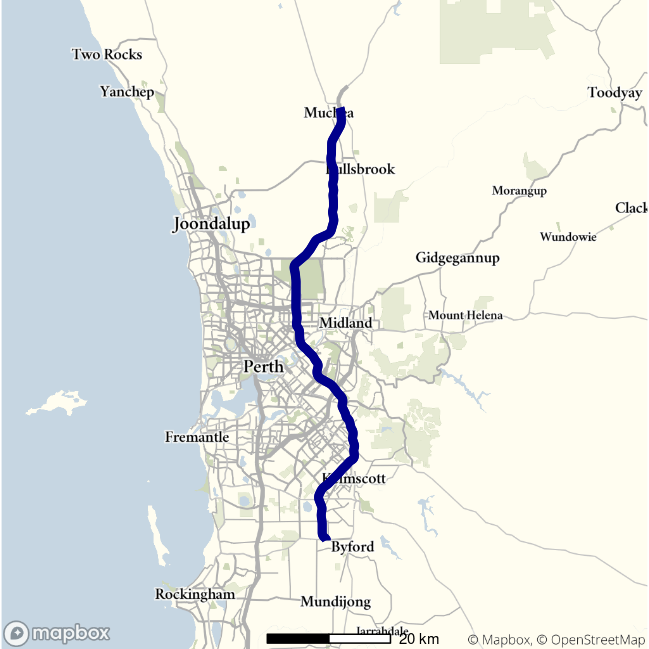 Two Rocks
Yanchep
Muchea
Toodyay
Bullsbrook
Morangup
Joondalup
Clack
Wundowie
Gidgegannup
Midland
Mount Helena
Perth
Fremantle
Kelmscott
Byford
Rockingham
Mundijong
Jarrahdale
20 km
mapbox
© Mapbox, © OpenStreetMap